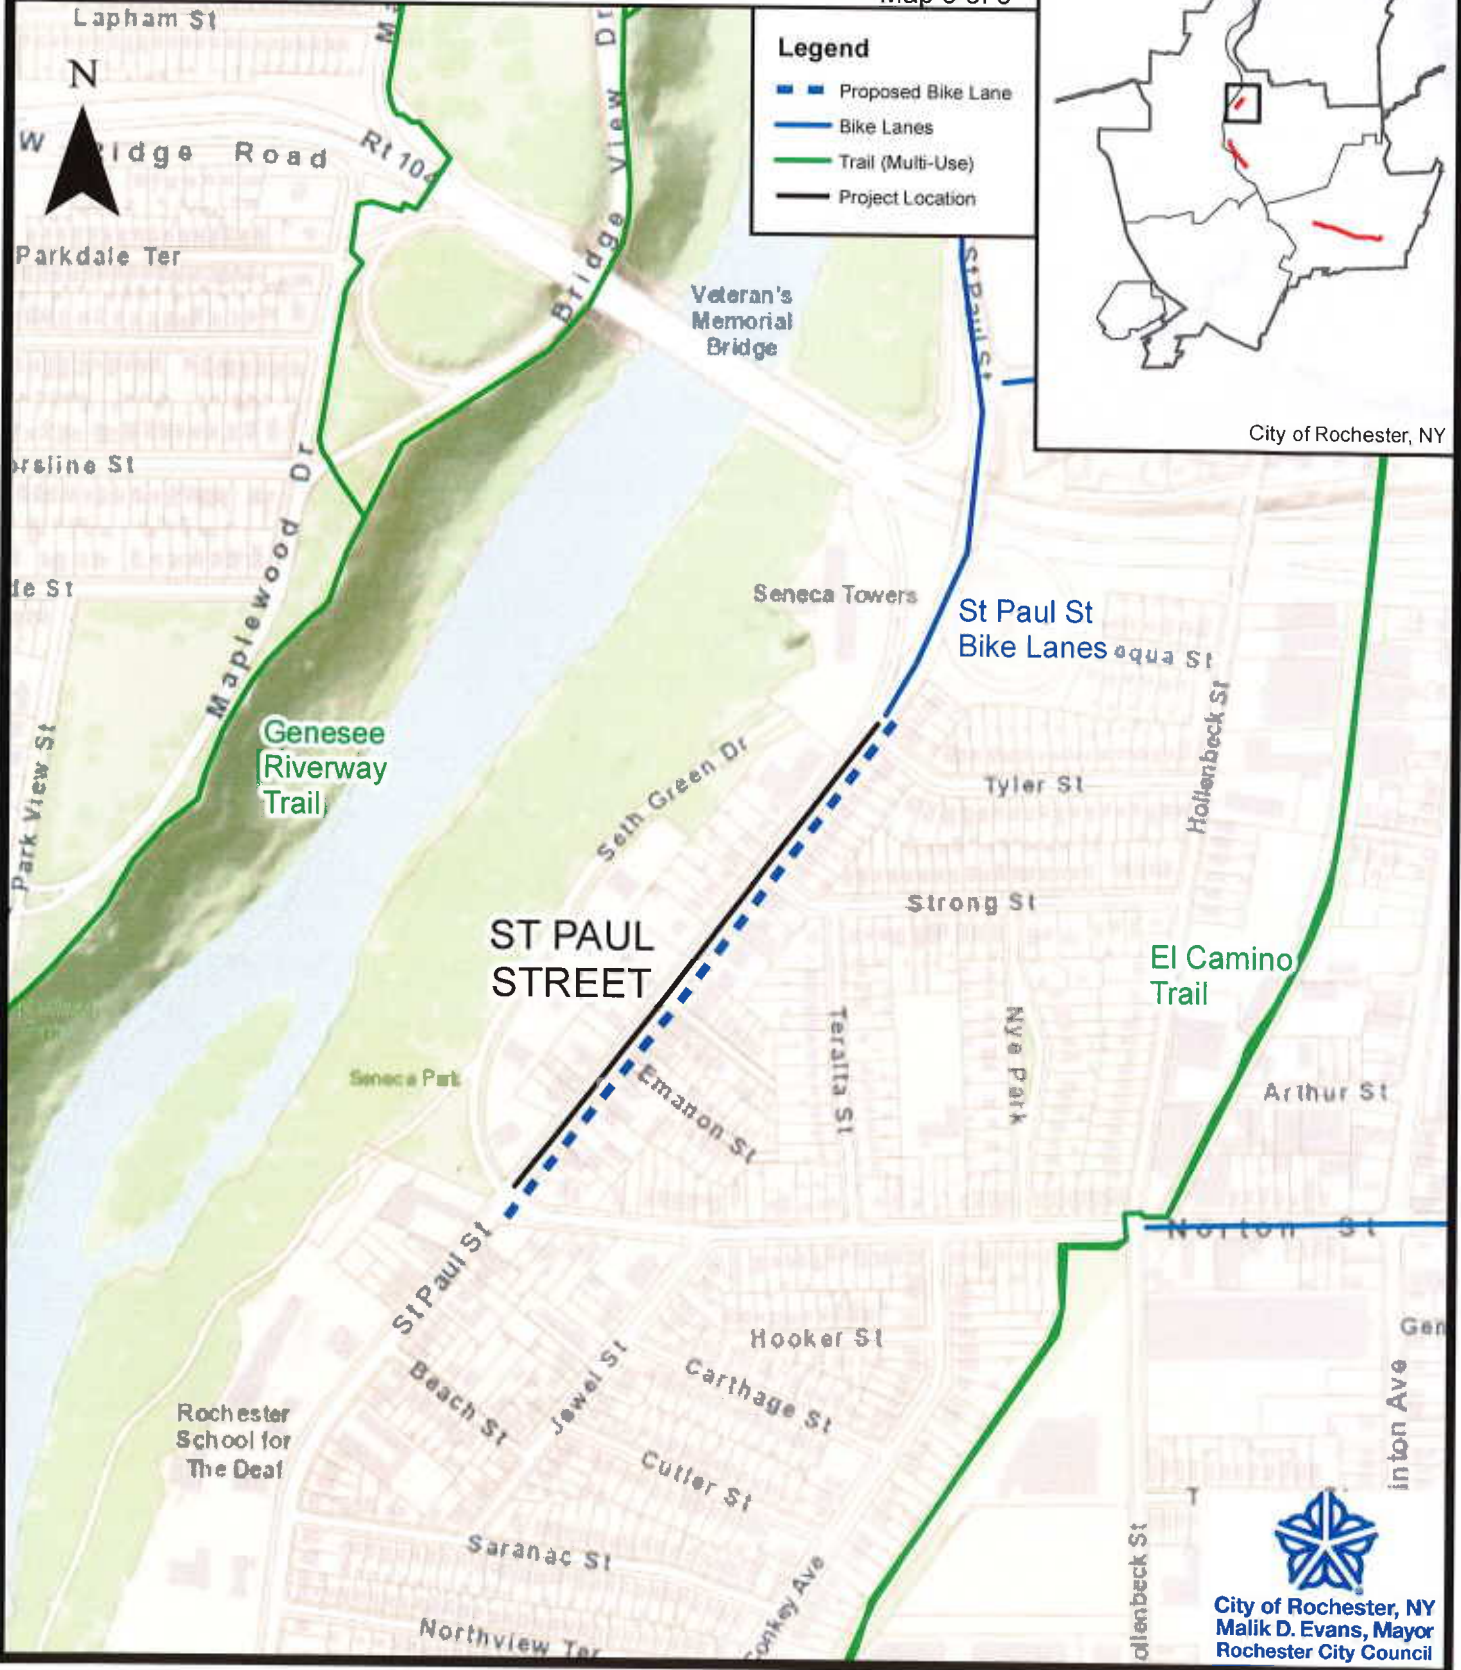 Lapham St
N
Rt 104
Bridge View Dr
Parkdale Ter
Maplewood Dr
Park View St
Legend
Proposed Bike Lane
Bike Lanes
Trail (Multi-Use)
Project Location
City of Rochester, NY
Veteran's
Memorial
Bridge
St Paul St
Seneca Towers
St Paul St
Bike Lanes
Hollenbeck St
Genesee
Riverway
Trail
Seth Green Dr
Tyler St
Strong St
ST PAUL
STREET
El Camino
Trail
Teralta St
Nye Park
Seneca Park
Emanon St
Arthur St
Norton St
St Paul St
Hooker St
Carthage St
Jewel St
Beach St
Cutler St
Rochester
School for
The Deaf
Saranac St
Northview Ter
City of Rochester, NY
Malik D. Evans, Mayor
Rochester City Council